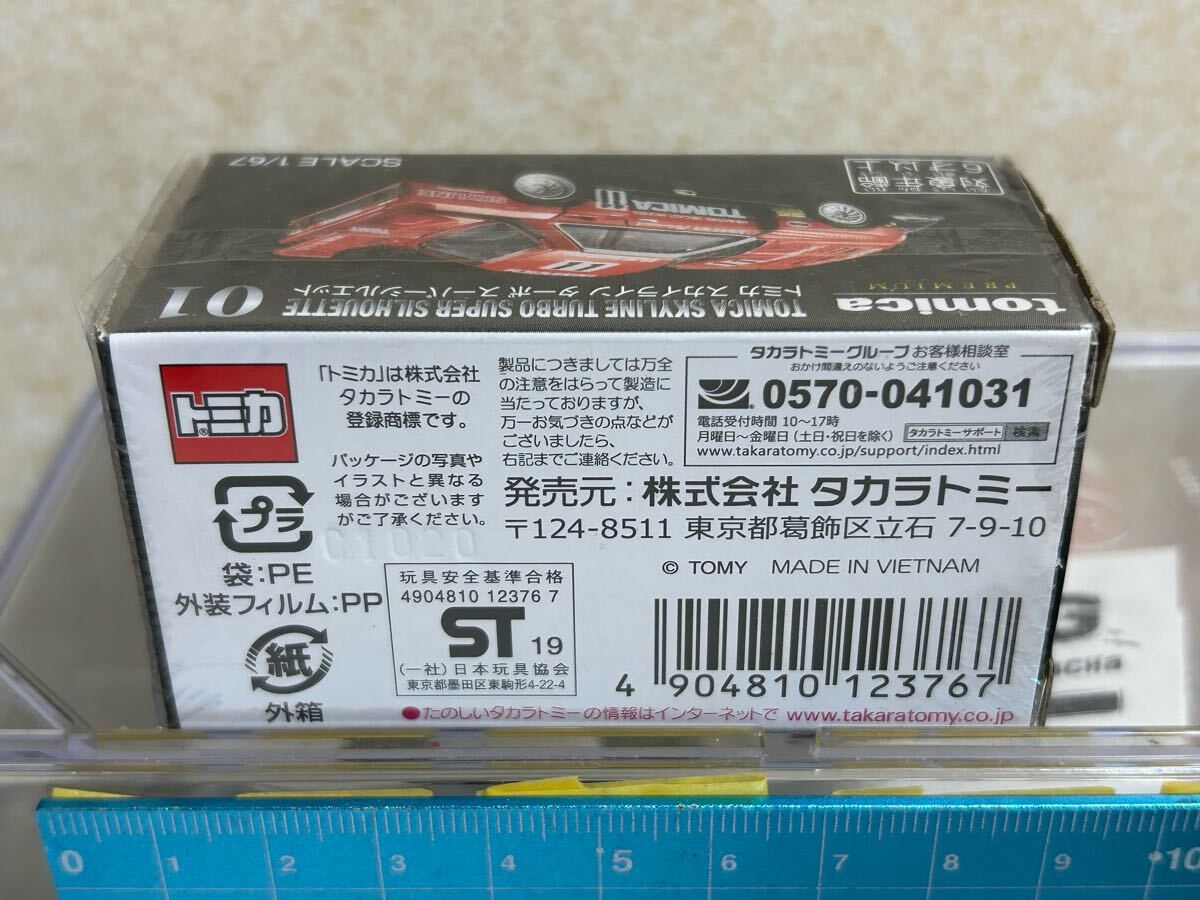 SCALE 1/67
対象年齢
6才以上
TOMICA
TOMY
tomica
PREMIUM
TOMICA SKYLINE TURBO SUPER SILHOUETTE
トミカ スカイライン ターボ スーパーシルエット
01
トミカ®
「トミカ」は株式会社
タカラトミーの
登録商標です。
パッケージの写真や
イラストと異なる
場合がございます
がご了承ください。
C1020
プラ
袋:PE
外装フィルム:PP
紙
外箱
製品につきましては万全
の注意をはらって製造に
当たっておりますが、
万一お気づきの点などが
ございましたら、
右記までご連絡ください。
タカラトミーグループ お客様相談室
おかけ間違えのないようご注意ください
0570-041031
電話受付時間 10～17時
月曜日～金曜日 (土日・祝日を除く) タカラトミーサポート 検索
www.takaratomy.co.jp/support/index.html
発売元:株式会社 タカラトミー
〒124-8511 東京都葛飾区立石 7-9-10
© TOMY MADE IN VIETNAM
玩具安全基準合格
4904810 12376 7
ST 19
(一社)日本玩具協会
東京都墨田区東駒形4-22-4
4 904810 123767
●たのしいタカラトミーの情報はインターネットで www.takaratomy.co.jp
0 1 2 3 4 5 6 7 8 9 10